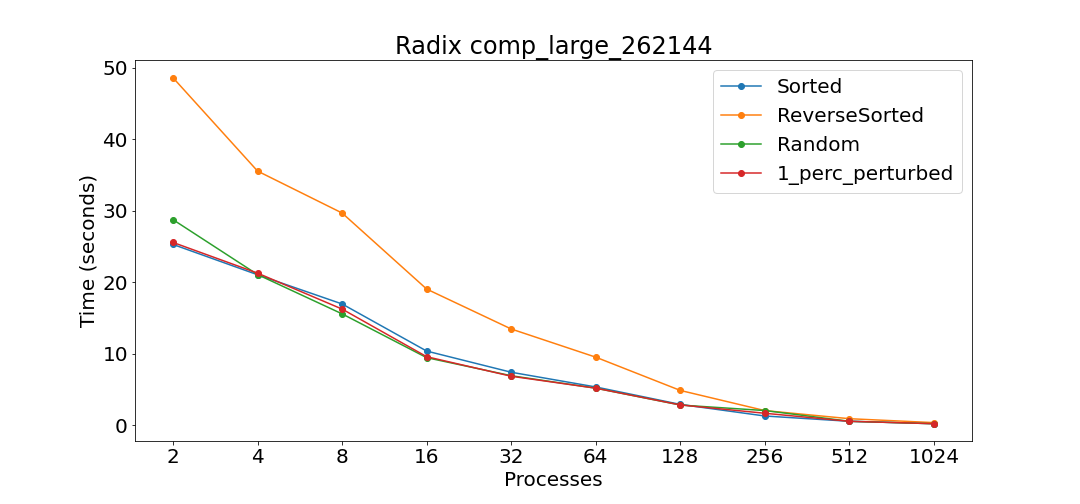 Radix comp_large_262144
Time (seconds)
50
40
30
20
10
0
Sorted
ReverseSorted
Random
1_perc_perturbed
2 4 8 16 32 64 128 256 512 1024
Processes